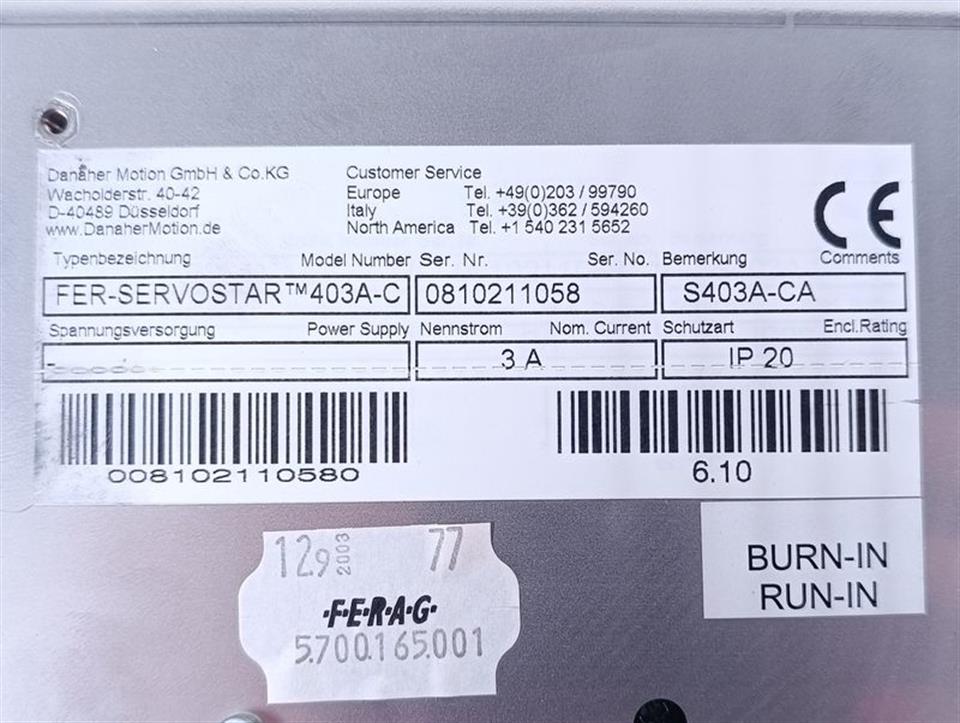 Danaher Motion GmbH & Co.KG
Wacholderstr. 40-42
D-40489 Düsseldorf
www.DanaherMotion.de
Customer Service
Europe Tel. +49(0)203 / 99790
Italy Tel. +39(0)362 / 594260
North America Tel. +1 540 231 5652
CE
Typenbezeichnung Model Number Ser. Nr. Ser. No. Bemerkung Comments
FER-SERVOSTAR™403A-C 0810211058 S403A-CA
Spannungsversorgung Power Supply Nennstrom Nom. Current Schutzart Encl.Rating
3 A IP 20
008102110580 6.10
BURN-IN
RUN-IN
12.9 2003 77
·F·E·R·A·G·
5.700.165.001